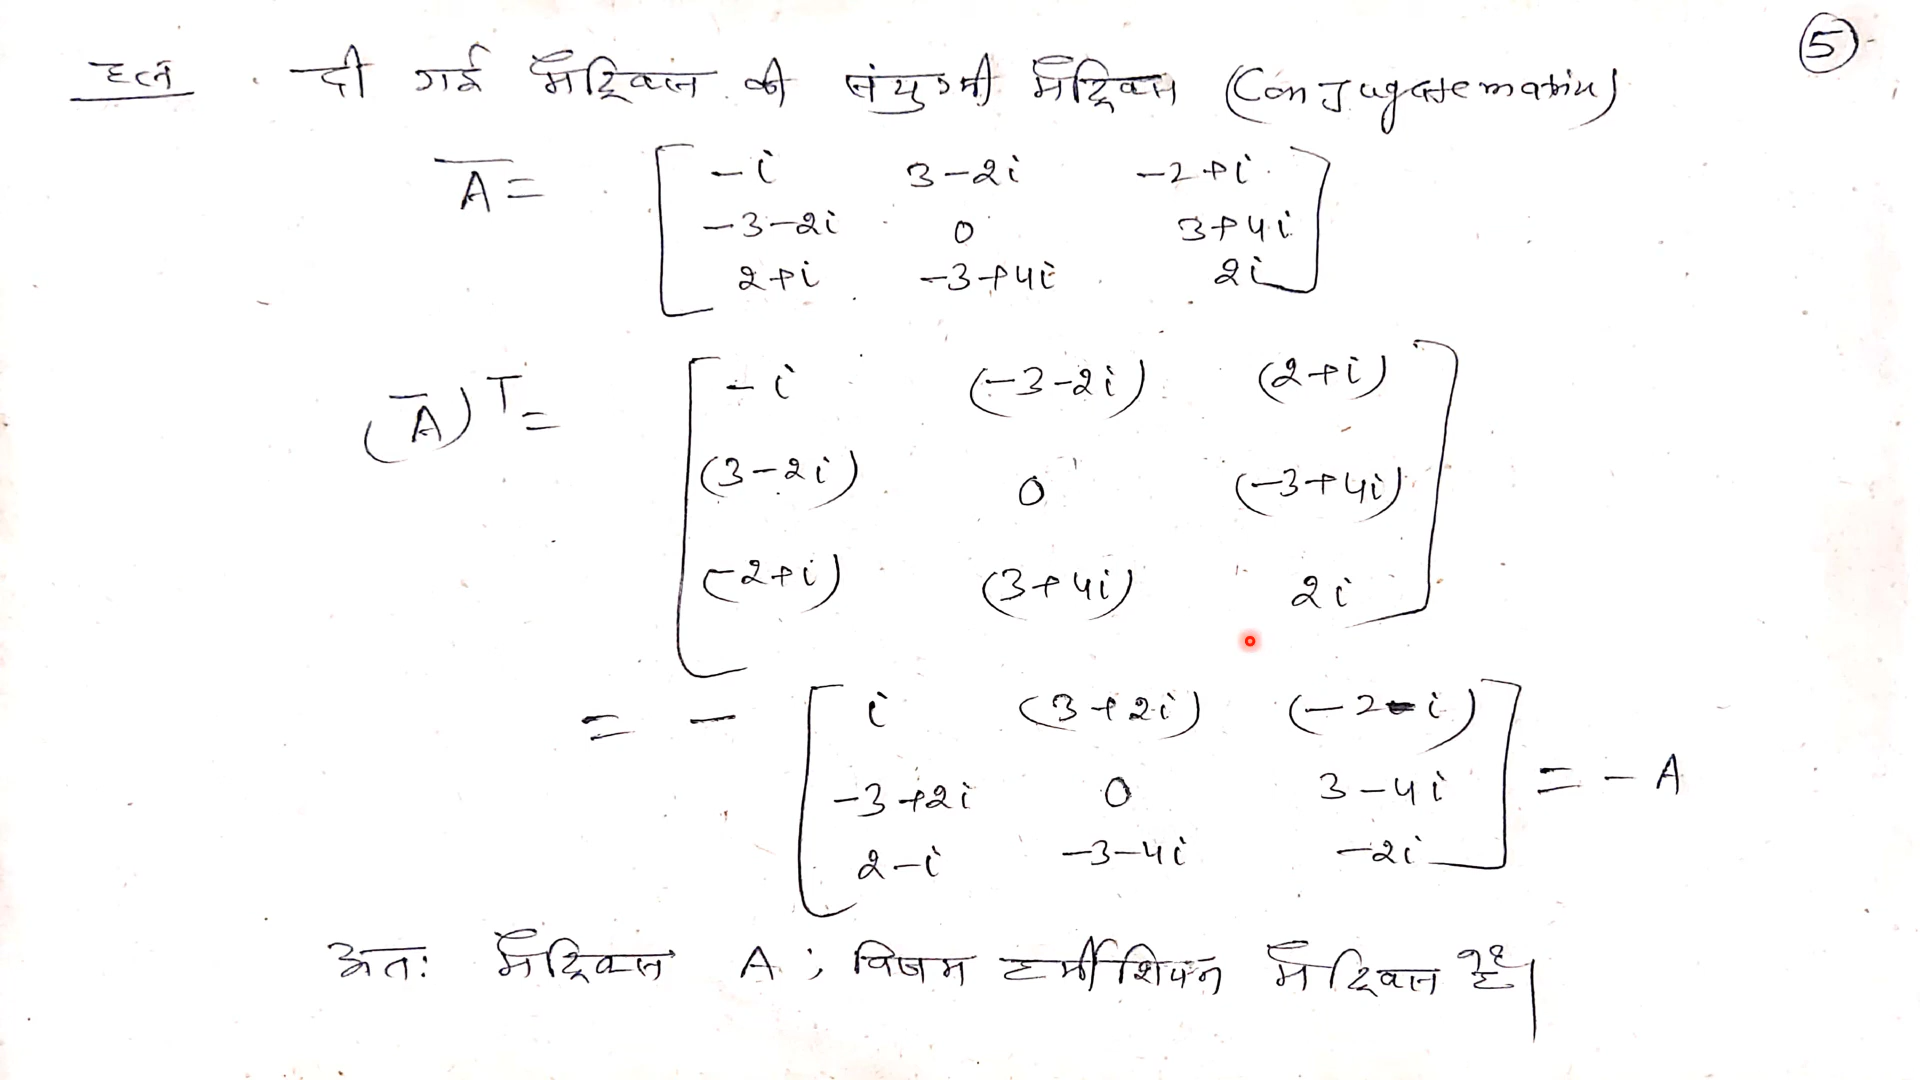 (5)
हल दी गई मैट्रिक्स की संयुग्मी मैट्रिक्स (Conjugate matrix)
A̅ = [ -i 3-2i -2+i
-3-2i 0 3+4i
2+i -3+4i 2i ]
(A̅)ᵀ = [ -i (-3-2i) (2+i)
(3-2i) 0 (-3+4i)
(-2+i) (3+4i) 2i ]
= - [ i (3+2i) (-2-i)
-3+2i 0 3-4i
2-i -3-4i -2i ] = -A
अतः मैट्रिक्स A ; विषम हर्मीशियन मैट्रिक्स है।